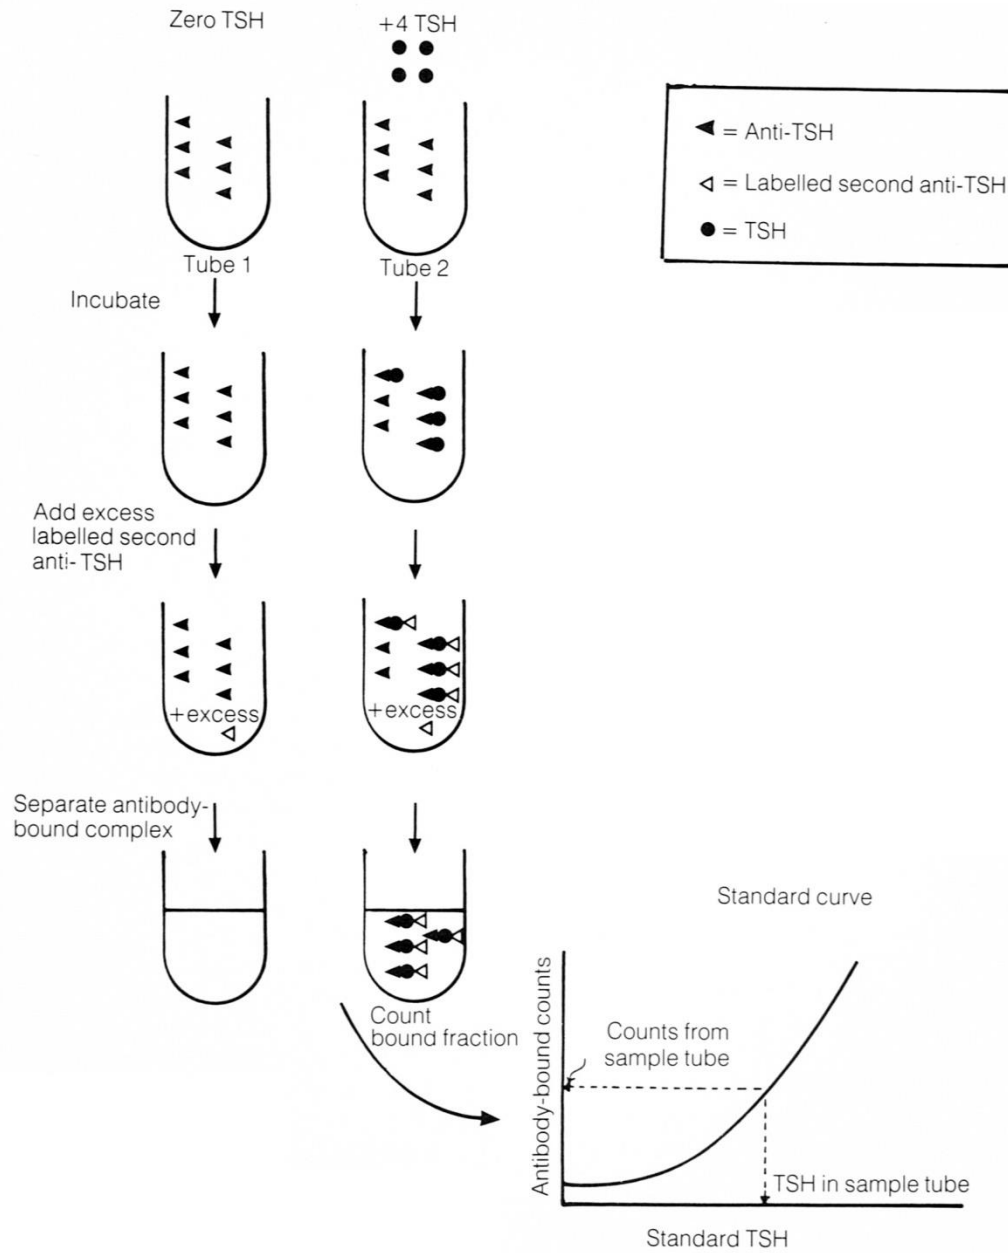 Zero TSH
+4 TSH
= Anti-TSH
= Labelled second anti-TSH
= TSH
Tube 1
Tube 2
Incubate
Add excess
labelled second
anti-TSH
+excess
+excess
Separate antibody-
bound complex
Count
bound fraction
Standard curve
Antibody-bound counts
Counts from
sample tube
TSH in sample tube
Standard TSH